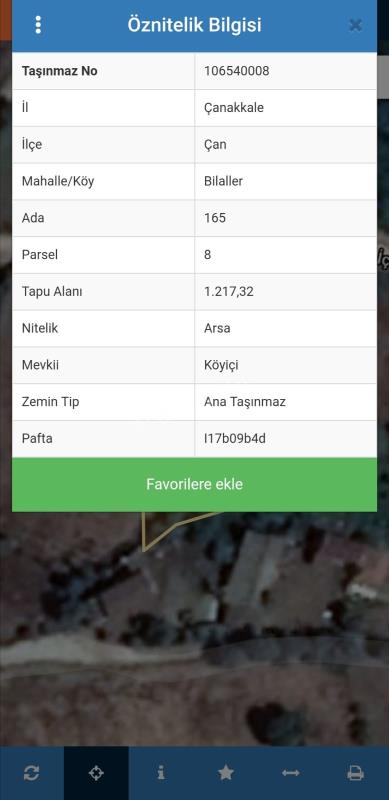 Öznitelik Bilgisi
Taşınmaz No 106540008
İl Çanakkale
İlçe Çan
Mahalle/Köy Bilaller
Ada 165
Parsel 8
Tapu Alanı 1.217,32
Nitelik Arsa
Mevkii Köyiçi
Zemin Tip Ana Taşınmaz
Pafta I17b09b4d
Favorilere ekle